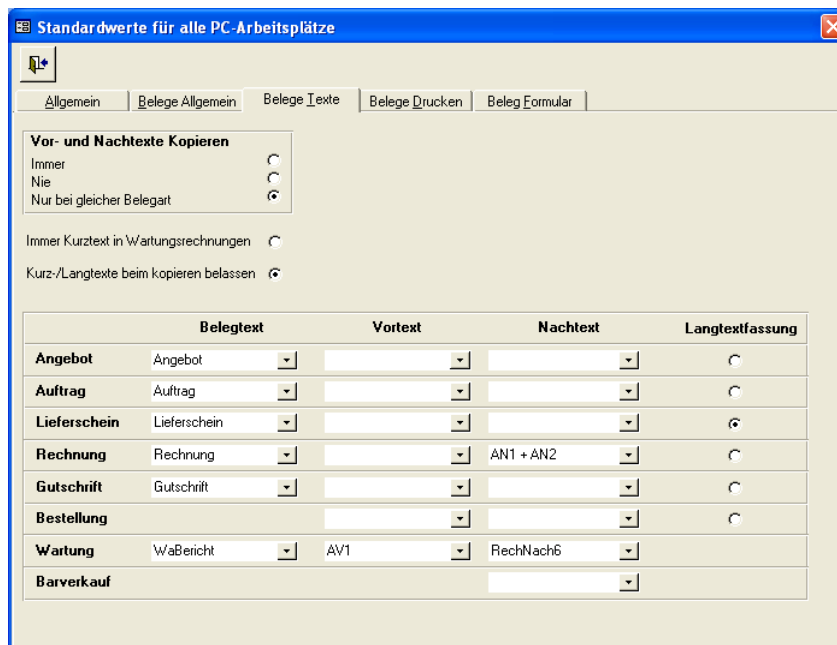 Standardwerte für alle PC-Arbeitsplätze
Allgemein Belege Allgemein Belege Texte Belege Drucken Beleg Formular
Vor- und Nachtexte Kopieren
Immer
Nie
Nur bei gleicher Belegart
Immer Kurztext in Wartungsrechnungen
Kurz-/Langtexte beim kopieren belassen
Belegtext Vortext Nachtext Langtextfassung
Angebot Angebot
Auftrag Auftrag
Lieferschein Lieferschein
Rechnung Rechnung AN1 + AN2
Gutschrift Gutschrift
Bestellung
Wartung WaBericht AV1 RechNach6
Barverkauf